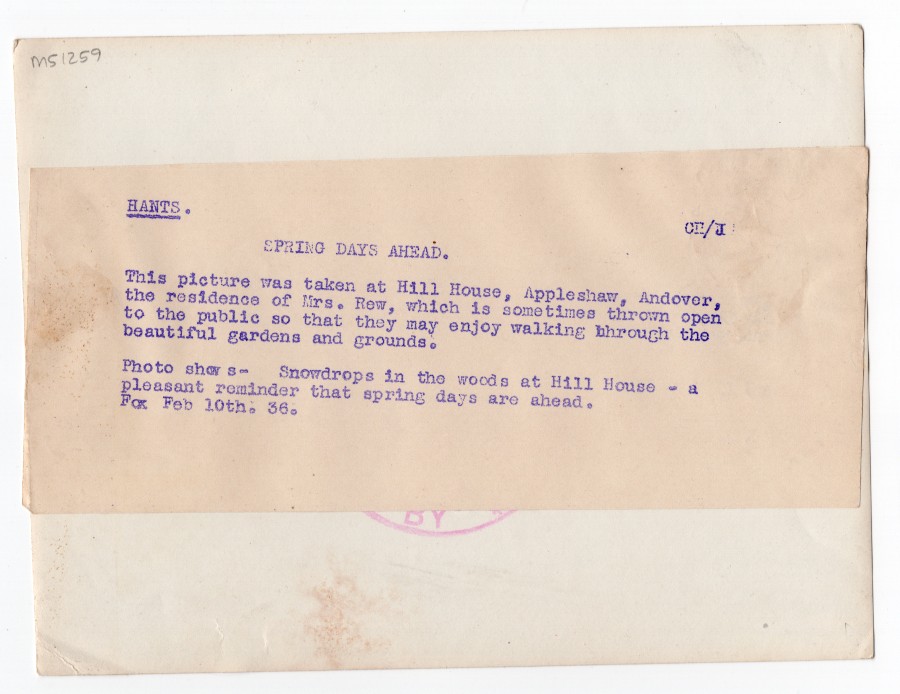 M51259
HANTS.
OH/J
SPRING DAYS AHEAD.
This picture was taken at Hill House, Appleshaw, Andover,
the residence of Mrs. Rew, which is sometimes thrown open
to the public so that they may enjoy walking bhrough the
beautiful gardens and grounds.
Photo shows- Snowdrops in the woods at Hill House - a
pleasant reminder that spring days are ahead.
Fox Feb 10th. 36.
BY